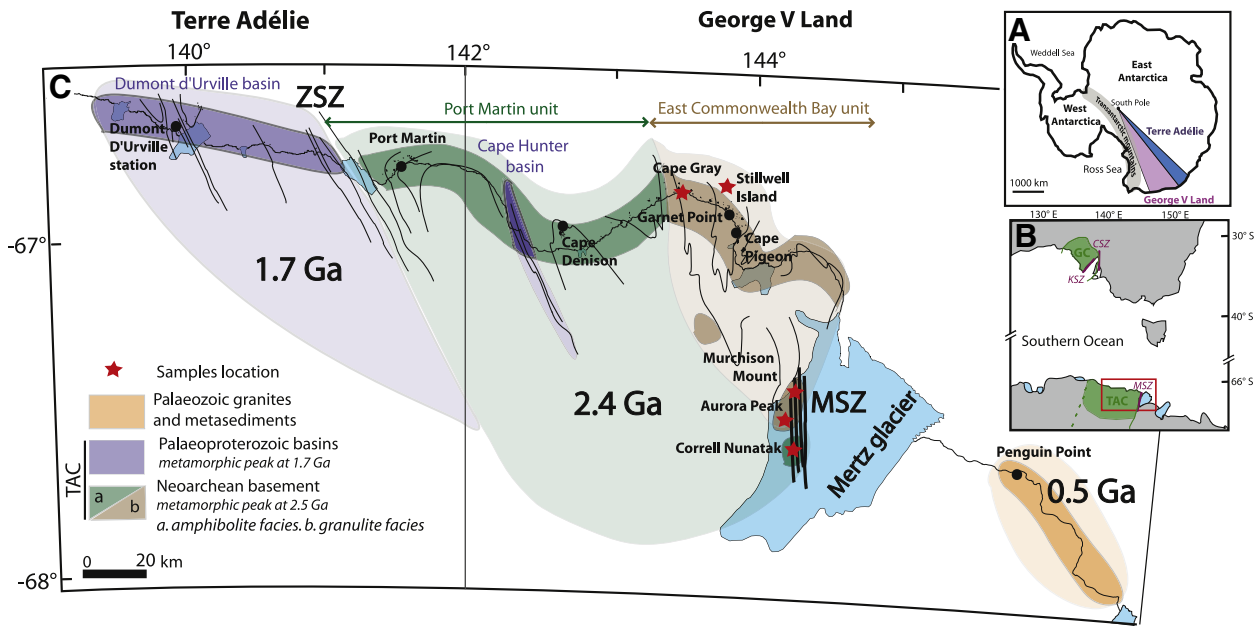 Terre Adélie
George V Land
140°
142°
144°
C
Dumont d'Urville basin
ZSZ
Port Martin unit
East Commonwealth Bay unit
Dumont
D'Urville
station
Port Martin
Cape Hunter
basin
Cape Gray
Stillwell
Island
Garnet Point
Cape
Denison
Cape
Pigeon
-67°
1.7 Ga
2.4 Ga
Murchison
Mount
Aurora Peak
MSZ
Correll Nunatak
Mertz glacier
Penguin Point
0.5 Ga
Samples location
Palaeozoic granites
and metasediments
TAC
Palaeoproterozoic basins
metamorphic peak at 1.7 Ga
a
b
Neoarchean basement
metamorphic peak at 2.5 Ga
a. amphibolite facies. b. granulite facies
0 20 km
-68°
A
Weddell Sea
East
Antarctica
South Pole
West
Antarctica
Transantarctic mountains
Terre Adélie
Ross Sea
1000 km
George V Land
130°E
140°E
150°E
B
30°S
CSZ
GC
KSZ
40°S
Southern Ocean
66°S
MSZ
TAC